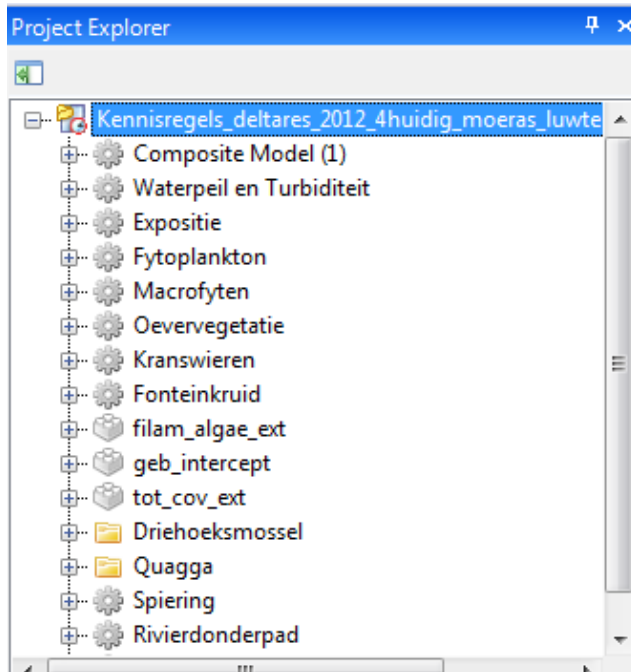 Project Explorer
Kennisregels_deltares_2012_4huidig_moeras_luwte
Composite Model (1)
Waterpeil en Turbiditeit
Expositie
Fytoplankton
Macrofyten
Oevervegetatie
Kranswieren
Fonteinkruid
filam_algae_ext
geb_intercept
tot_cov_ext
Driehoeksmossel
Quagga
Spiering
Rivierdonderpad